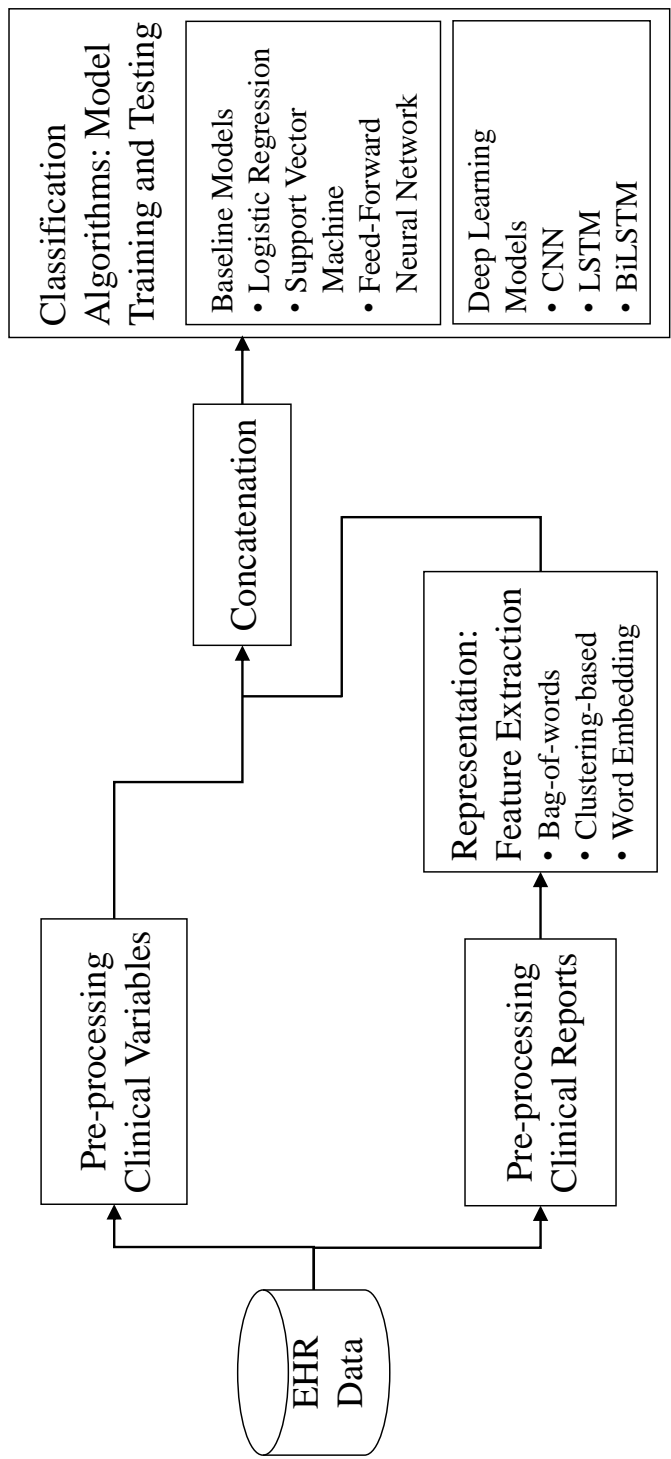 EHR
Data
Pre-processing
Clinical Variables
Pre-processing
Clinical Reports
Representation:
Feature Extraction
• Bag-of-words
• Clustering-based
• Word Embedding
Concatenation
Classification
Algorithms: Model
Training and Testing
Baseline Models
• Logistic Regression
• Support Vector
Machine
• Feed-Forward
Neural Network
Deep Learning
Models
• CNN
• LSTM
• BiLSTM